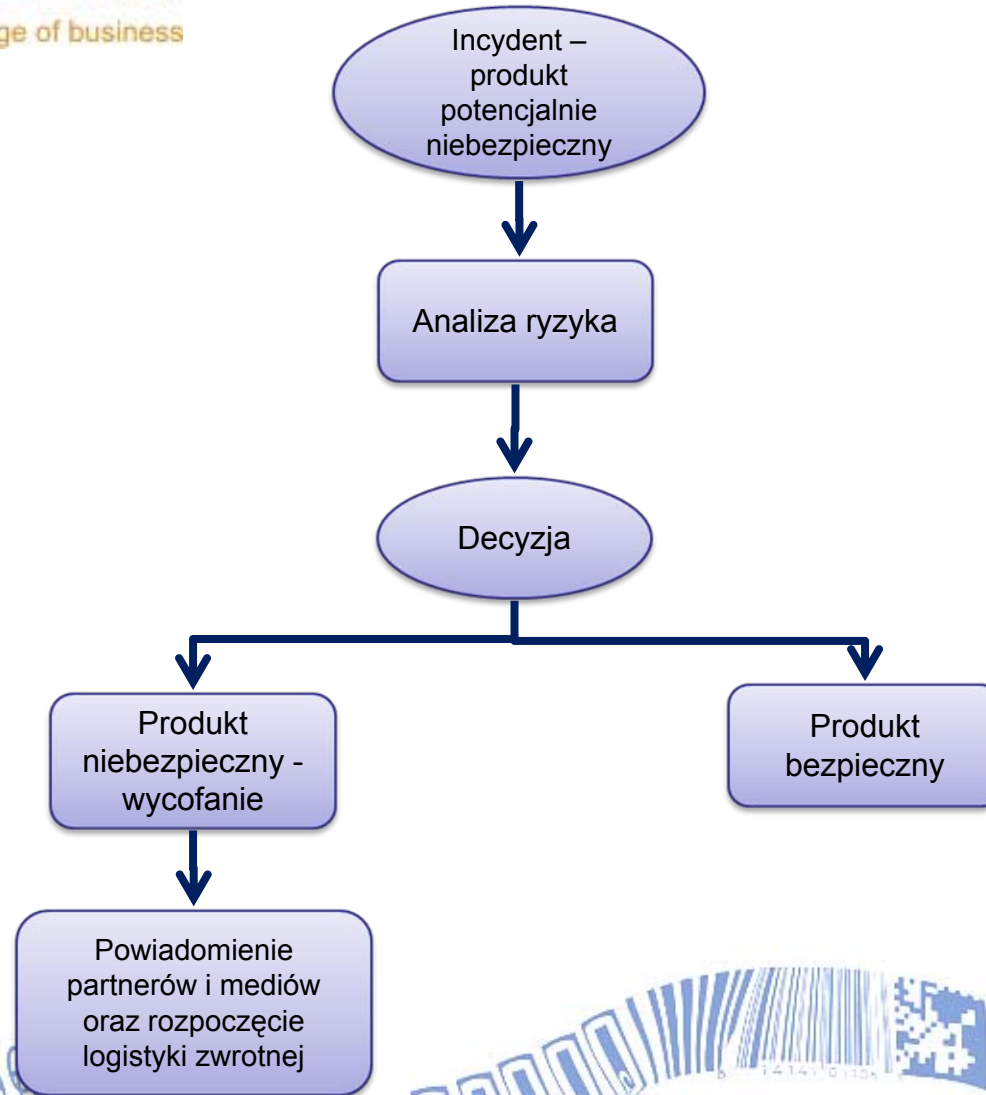 ge of business
Incydent –
produkt
potencjalnie
niebezpieczny
Analiza ryzyka
Decyzja
Produkt
niebezpieczny -
wycofanie
Produkt
bezpieczny
Powiadomienie
partnerów i mediów
oraz rozpoczęcie
logistyki zwrotnej